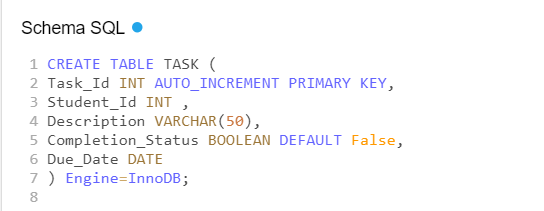 Schema SQL
1 CREATE TABLE TASK (
2 Task_Id INT AUTO_INCREMENT PRIMARY KEY,
3 Student_Id INT ,
4 Description VARCHAR(50),
5 Completion_Status BOOLEAN DEFAULT False,
6 Due_Date DATE
7 ) Engine=InnoDB;
8